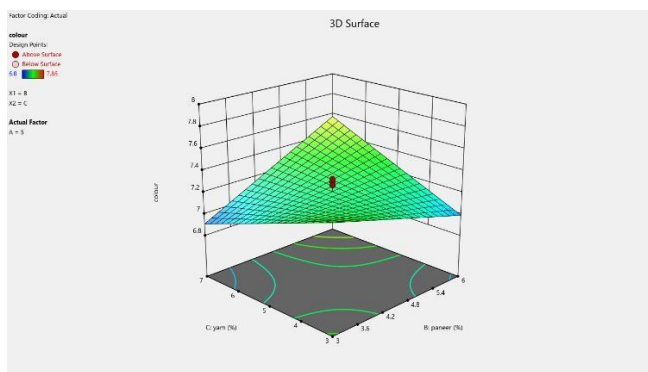 Factor Coding: Actual
3D Surface
colour
Design Points:
Above Surface
Below Surface
6.8 7.85
X1 = B
X2 = C
Actual Factor
A = 5
8
7.8
7.6
7.4
7.2
7
6.8
colour
7
6
5
4
3
3
3.6
4.2
4.8
5.4
6
C: yam (%)
B: paneer (%)